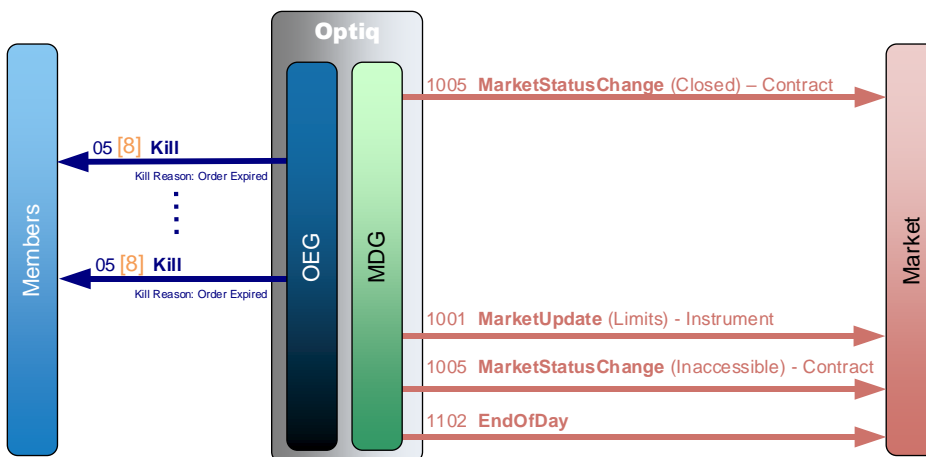 Optiq
1005 MarketStatusChange (Closed) – Contract
05 [8] Kill
Kill Reason: Order Expired
05 [8] Kill
Kill Reason: Order Expired
Members
OEG
MDG
Market
1001 MarketUpdate (Limits) - Instrument
1005 MarketStatusChange (Inaccessible) - Contract
1102 EndOfDay